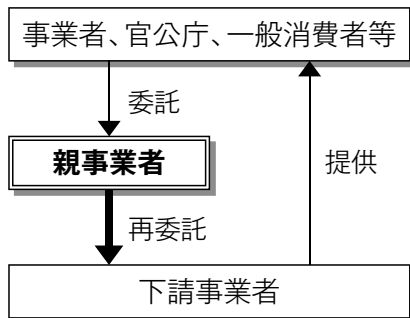 事業者、官公庁、一般消費者等
委託
親事業者
提供
再委託
下請事業者